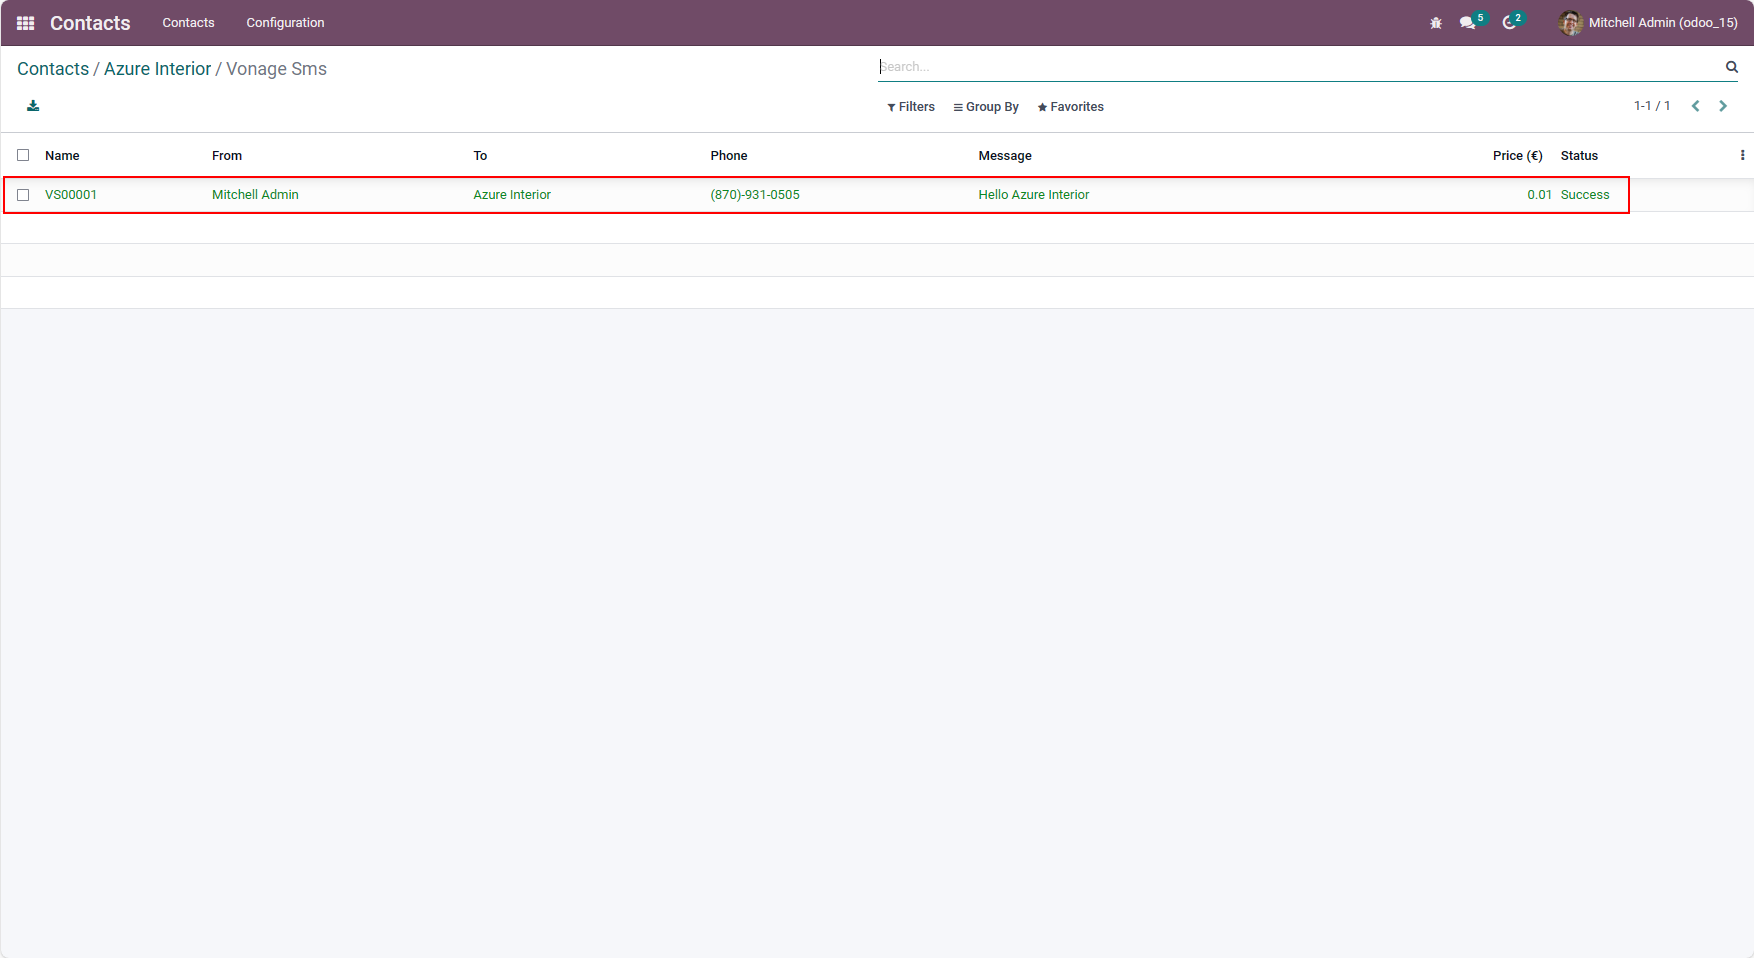 Contacts Contacts Configuration 5 2 Mitchell Admin (odoo_15)
Contacts / Azure Interior / Vonage Sms Search...
Filters Group By Favorites 1-1 / 1
Name From To Phone Message Price (€) Status
VS00001 Mitchell Admin Azure Interior (870)-931-0505 Hello Azure Interior 0.01 Success